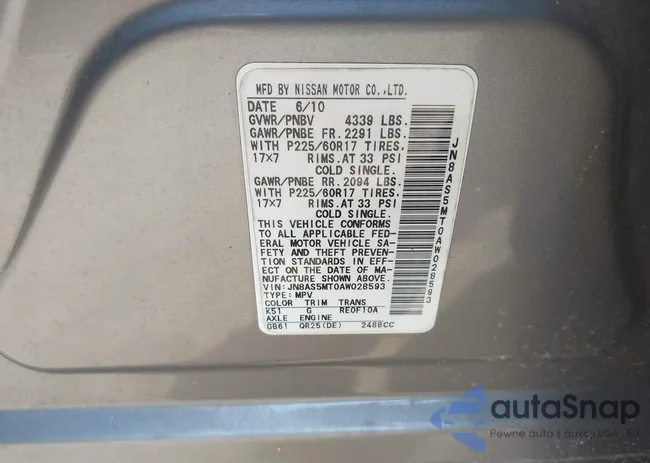 MFD BY NISSAN MOTOR CO.,LTD.
DATE 6/10
GVWR/PNBV 4339 LBS.
GAWR/PNBE FR. 2291 LBS.
WITH P225/60R17 TIRES,
17×7 RIMS.AT 33 PSI
COLD SINGLE.
GAWR/PNBE RR. 2094 LBS.
WITH P225/60R17 TIRES,
17×7 RIMS.AT 33 PSI
COLD SINGLE.
THIS VEHICLE CONFORMS
TO ALL APPLICABLE FED-
ERAL MOTOR VEHICLE SA-
FETY AND THEFT PREVEN-
TION STANDARDS IN EFF-
ECT ON THE DATE OF MA-
NUFACTURE SHOWN ABOVE.
VIN: JN8AS5MT0AW028593
TYPE: MPV
COLOR TRIM TRANS
K51 G RE0F10A
AXLE ENGINE
GB61 QR25(DE) 2488CC
JN8AS5MT0AW028593
autaSnap
Pewne auta z aukcji USA - EU